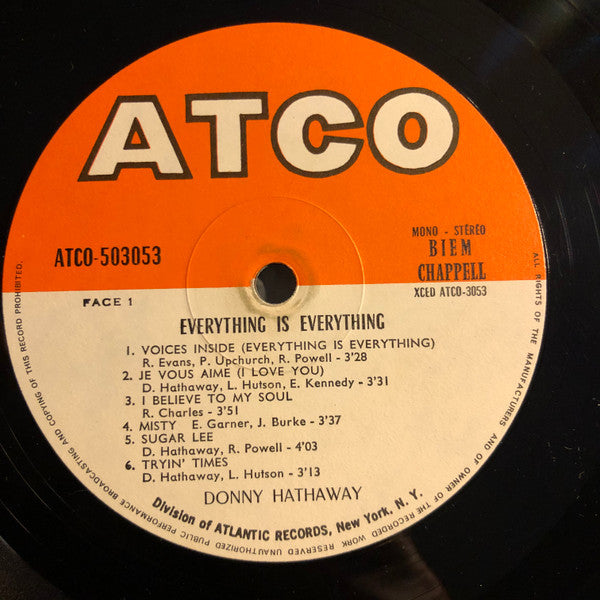 ATCO
ATCO-503053
MONO - STÉRÉO
BIEM
CHAPPELL
XCED ATCO-3053
FACE 1
EVERYTHING IS EVERYTHING
1. VOICES INSIDE (EVERYTHING IS EVERYTHING)
R. Evans, P. Upchurch, R. Powell - 3'28
2. JE VOUS AIME (I LOVE YOU)
D. Hathaway, L. Hutson, E. Kennedy - 3'31
3. I BELIEVE TO MY SOUL
R. Charles - 3'51
4. MISTY E. Garner, J. Burke - 3'37
5. SUGAR LEE
D. Hathaway, R. Powell - 4'03
6. TRYIN' TIMES
D. Hathaway, L. Hutson - 3'13
DONNY HATHAWAY
Division of ATLANTIC RECORDS, New York, N. Y.
ALL RIGHTS OF THE MANUFACTURERS AND OF OWNER OF THE RECORDED WORK RESERVED UNAUTHORIZED PUBLIC PERFORMANCE BROADCASTING AND COPYING OF THIS RECORD PROHIBITED.